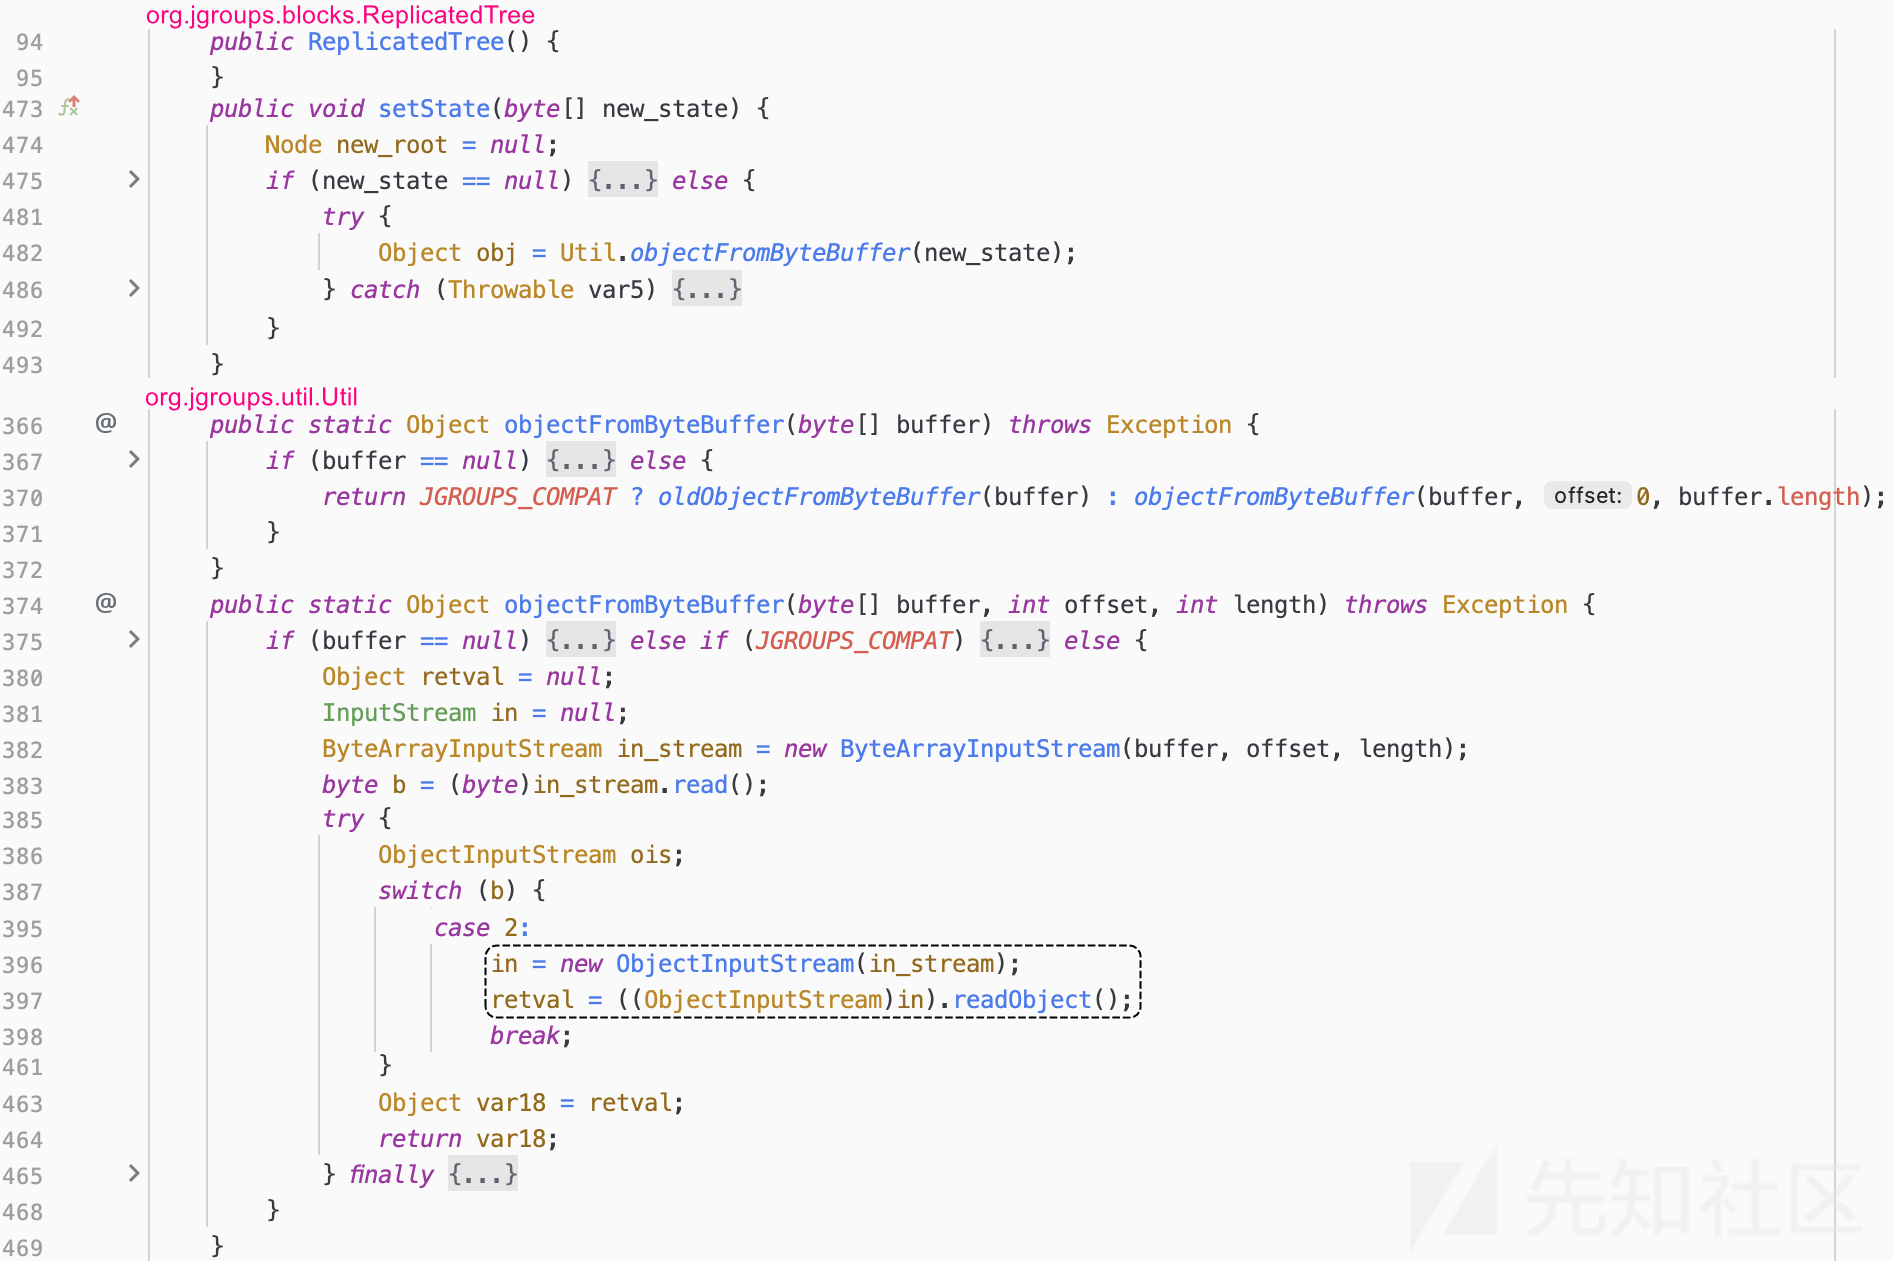 org.jgroups.blocks.ReplicatedTree
94 public ReplicatedTree() {
95 }
473 public void setState(byte[] new_state) {
474 Node new_root = null;
475 if (new_state == null) {...} else {
481 try {
482 Object obj = Util.objectFromByteBuffer(new_state);
486 } catch (Throwable var5) {...}
492 }
493 }
org.jgroups.util.Util
366 @ public static Object objectFromByteBuffer(byte[] buffer) throws Exception {
367 if (buffer == null) {...} else {
370 return JGROUPS_COMPAT ? oldObjectFromByteBuffer(buffer) : objectFromByteBuffer(buffer, offset: 0, buffer.length);
371 }
372 }
374 @ public static Object objectFromByteBuffer(byte[] buffer, int offset, int length) throws Exception {
375 if (buffer == null) {...} else if (JGROUPS_COMPAT) {...} else {
380 Object retval = null;
381 InputStream in = null;
382 ByteArrayInputStream in_stream = new ByteArrayInputStream(buffer, offset, length);
383 byte b = (byte)in_stream.read();
385 try {
386 ObjectInputStream ois;
387 switch (b) {
395 case 2:
396 in = new ObjectInputStream(in_stream);
397 retval = ((ObjectInputStream)in).readObject();
398 break;
461 }
463 Object var18 = retval;
464 return var18;
465 } finally {...}
468 }
469 }
先知社区